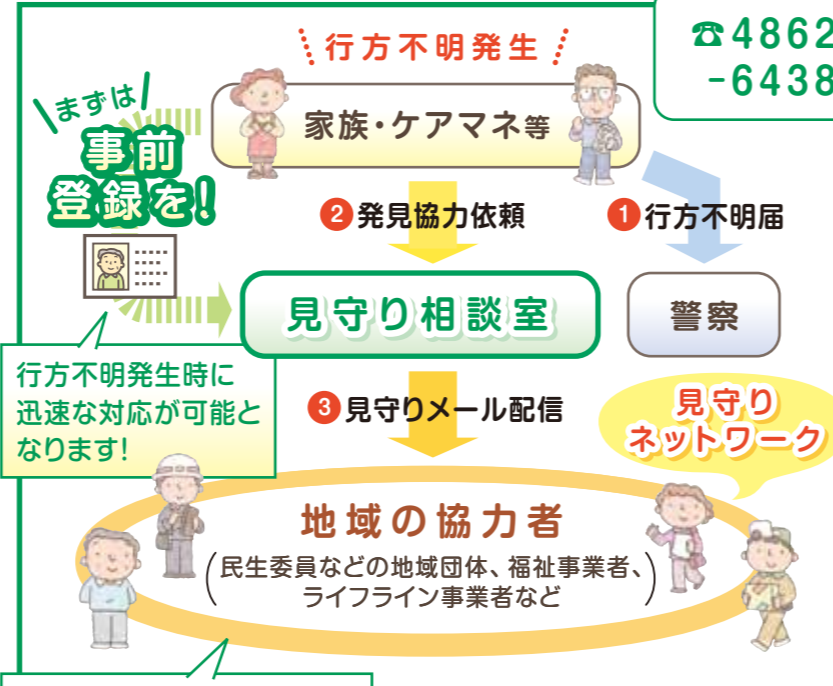 ☎4862
-6438
行方不明発生
家族・ケアマネ等
まずは
事前
登録を!
❷発見協力依頼
❶行方不明届
見守り相談室
警察
行方不明発生時に
迅速な対応が可能と
なります!
❸見守りメール配信
見守り
ネットワーク
地域の協力者
(民生委員などの地域団体、福祉事業者、
ライフライン事業者など)